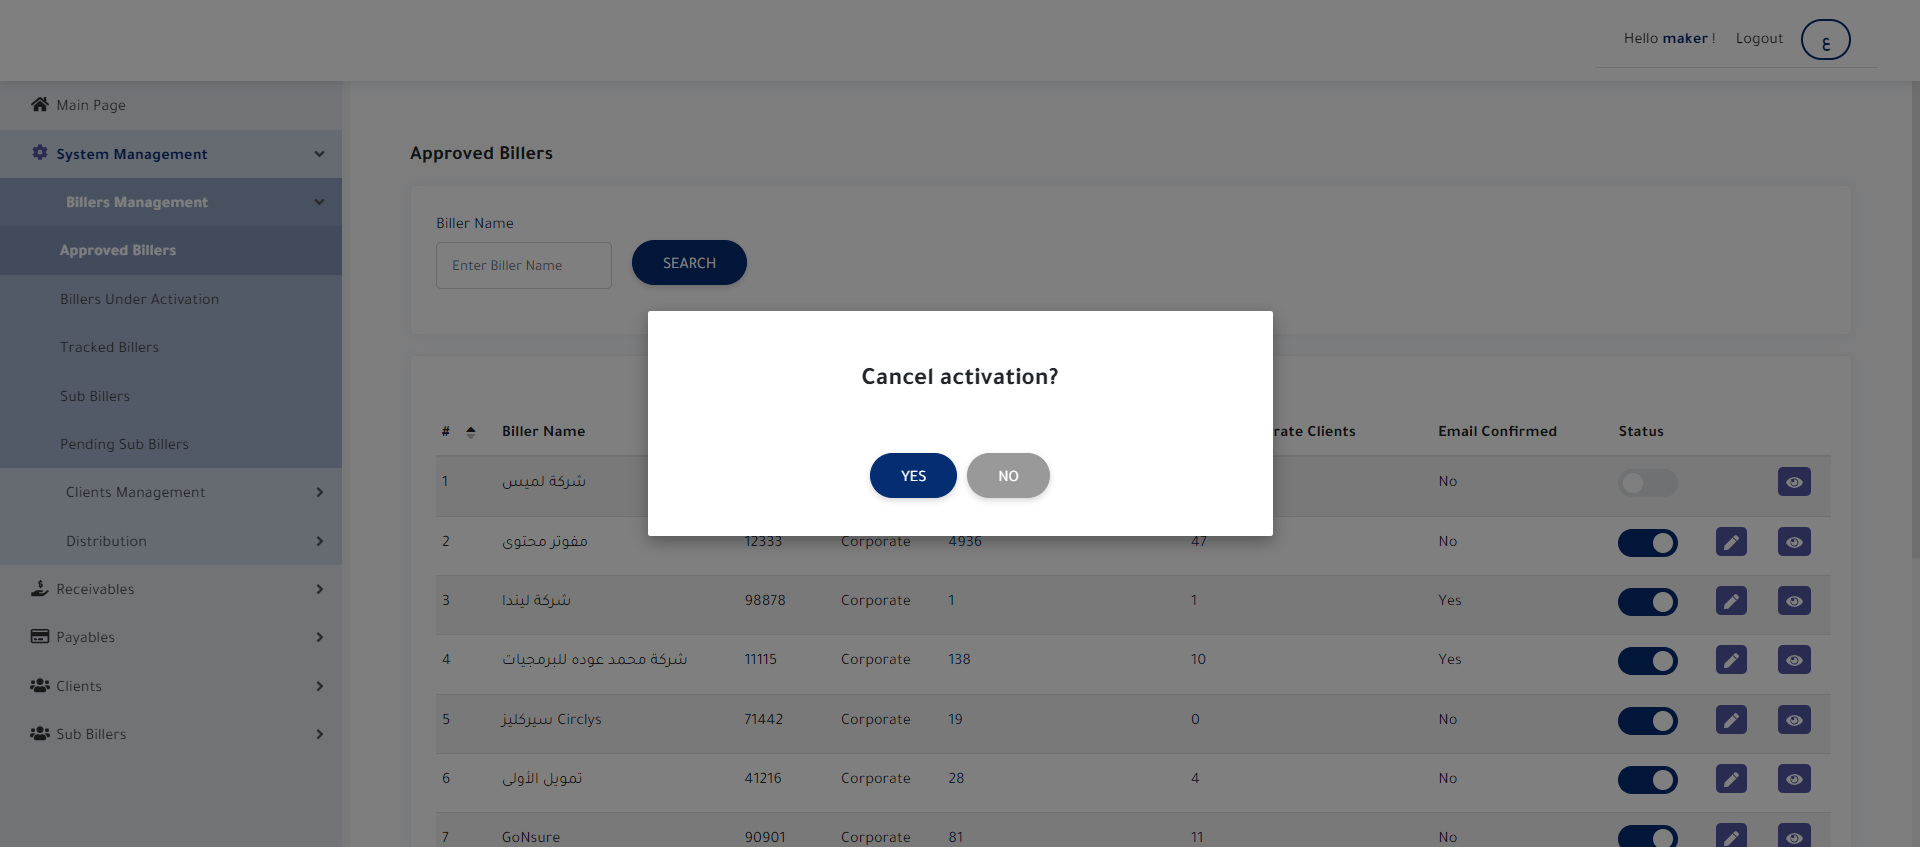 Hello maker !
Logout
ع
Main Page
System Management
Billers Management
Approved Billers
Billers Under Activation
Tracked Billers
Sub Billers
Pending Sub Billers
Clients Management
Distribution
Receivables
Payables
Clients
Sub Billers
Approved Billers
Biller Name
Enter Biller Name
SEARCH
Cancel activation?
YES NO
# Biller Name rate Clients Email Confirmed Status
1 شركة لميس No
2 مفوتر محتوى 12333 Corporate 4936 47 No
3 شركة ليندا 98878 Corporate 1 1 Yes
4 شركة محمد عوده للبرمجيات 11115 Corporate 138 10 Yes
5 سيركليز Circlys 71442 Corporate 19 0 No
6 تمويل الأولى 41216 Corporate 28 4 No
7 GoNsure 90901 Corporate 81 11 No